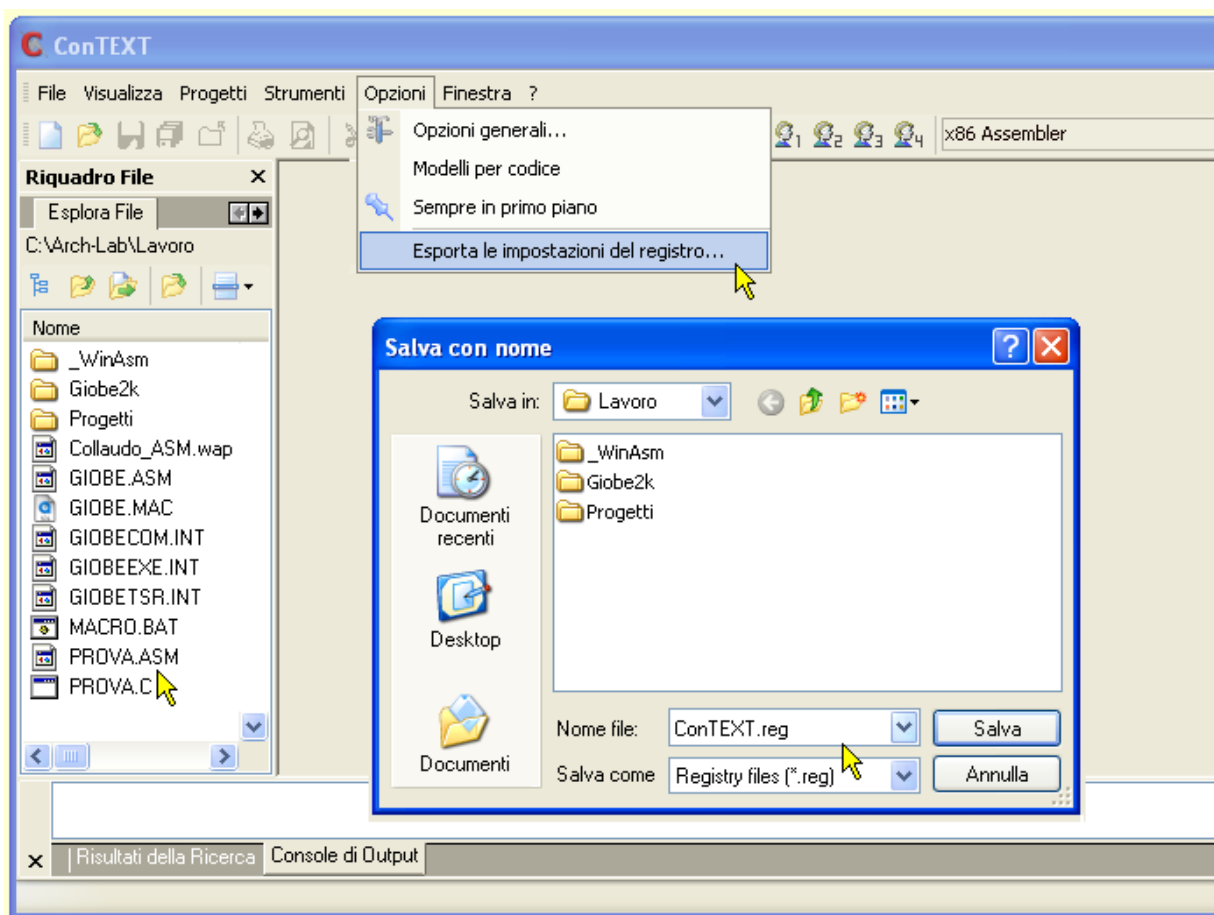 ConTEXT
File Visualizza Progetti Strumenti Opzioni Finestra ?
Opzioni generali...
Modelli per codice
Sempre in primo piano
Esporta le impostazioni del registro...
1 2 3 4
x86 Assembler
Riquadro File
Esplora File
C:\Arch-Lab\Lavoro
Nome
_WinAsm
Giobe2k
Progetti
Collaudo_ASM.wap
GIOBE.ASM
GIOBE.MAC
GIOBECOM.INT
GIOBEEXE.INT
GIOBETSR.INT
MACRO.BAT
PROVA.ASM
PROVA.C
Salva con nome
Salva in: Lavoro
_WinAsm
Giobe2k
Progetti
Documenti
recenti
Desktop
Documenti
Nome file: ConTEXT.reg Salva
Salva come Registry files (*.reg) Annulla
Risultati della Ricerca Console di Output